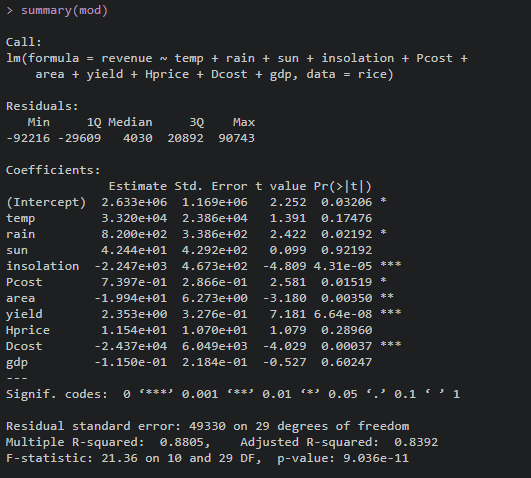 > summary(mod)

Call:
lm(formula = revenue ~ temp + rain + sun + insolation + Pcost +
    area + yield + Hprice + Dcost + gdp, data = rice)

Residuals:
   Min     1Q Median     3Q    Max
-92216 -29609   4030  20892  90743

Coefficients:
              Estimate Std. Error t value Pr(>|t|)
(Intercept)  2.633e+06  1.169e+06   2.252  0.03206 *
temp         3.320e+04  2.386e+04   1.391  0.17476
rain         8.200e+02  3.386e+02   2.422  0.02192 *
sun          4.244e+01  4.292e+02   0.099  0.92192
insolation  -2.247e+03  4.673e+02  -4.809 4.31e-05 ***
Pcost        7.397e-01  2.866e-01   2.581  0.01519 *
area        -1.994e+01  6.273e+00  -3.180  0.00350 **
yield        2.353e+00  3.276e-01   7.181 6.64e-08 ***
Hprice       1.154e+01  1.070e+01   1.079  0.28960
Dcost       -2.437e+04  6.049e+03  -4.029  0.00037 ***
gdp         -1.150e-01  2.184e-01  -0.527  0.60247
---
Signif. codes:  0 ‘***’ 0.001 ‘**’ 0.01 ‘*’ 0.05 ‘.’ 0.1 ‘ ’ 1

Residual standard error: 49330 on 29 degrees of freedom
Multiple R-squared:  0.8805,    Adjusted R-squared:  0.8392
F-statistic: 21.36 on 10 and 29 DF,  p-value: 9.036e-11